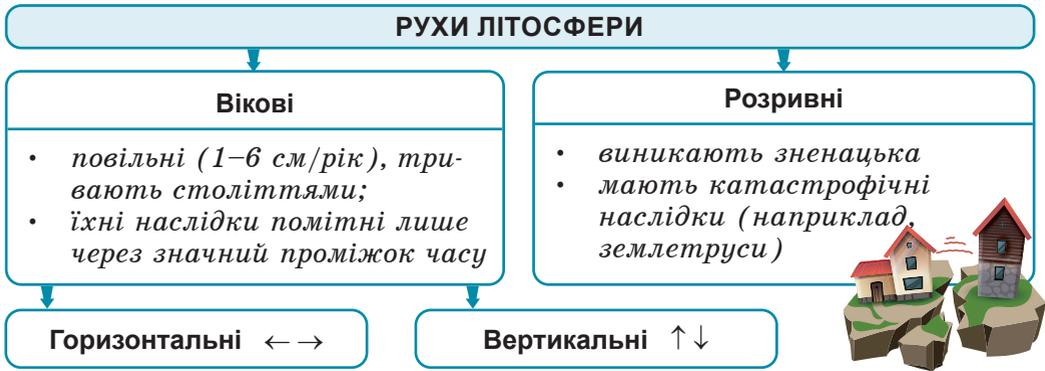 РУХИ ЛІТОСФЕРИ
Вікові
• повільні (1–6 см/рік), три-
вають століттями;
• їхні наслідки помітні лише
через значний проміжок часу
Розривні
• виникають зненацька
• мають катастрофічні
наслідки (наприклад,
землетруси)
Горизонтальні ←→
Вертикальні ↑↓